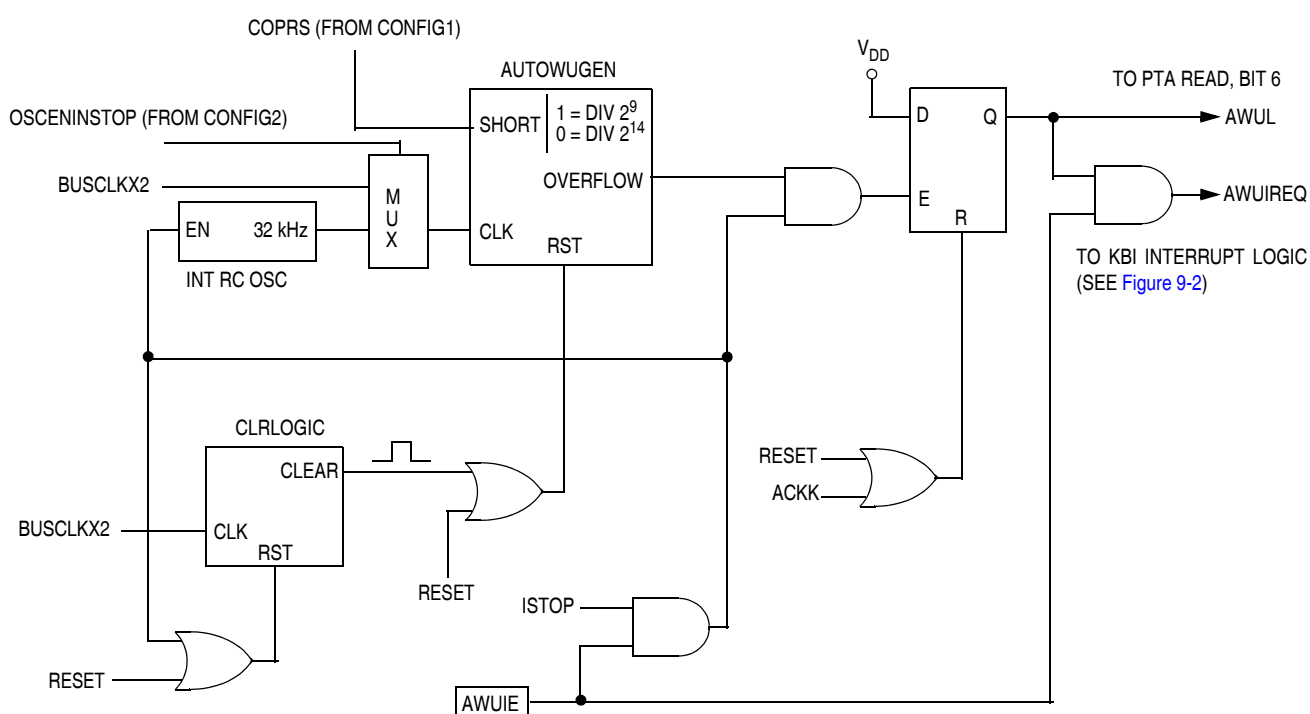 COPRS (FROM CONFIG1)
AUTOWUGEN
V_DD
TO PTA READ, BIT 6
OSCENINSTOP (FROM CONFIG2)
SHORT
1 = DIV 2^9
0 = DIV 2^14
D
Q
AWUL
BUSCLKX2
MUX
OVERFLOW
E
AWUIREQ
EN
32 kHz
CLK
RST
R
INT RC OSC
TO KBI INTERRUPT LOGIC
(SEE Figure 9-2)
CLRLOGIC
CLEAR
RESET
ACKK
BUSCLKX2
CLK
RST
RESET
ISTOP
RESET
AWUIE